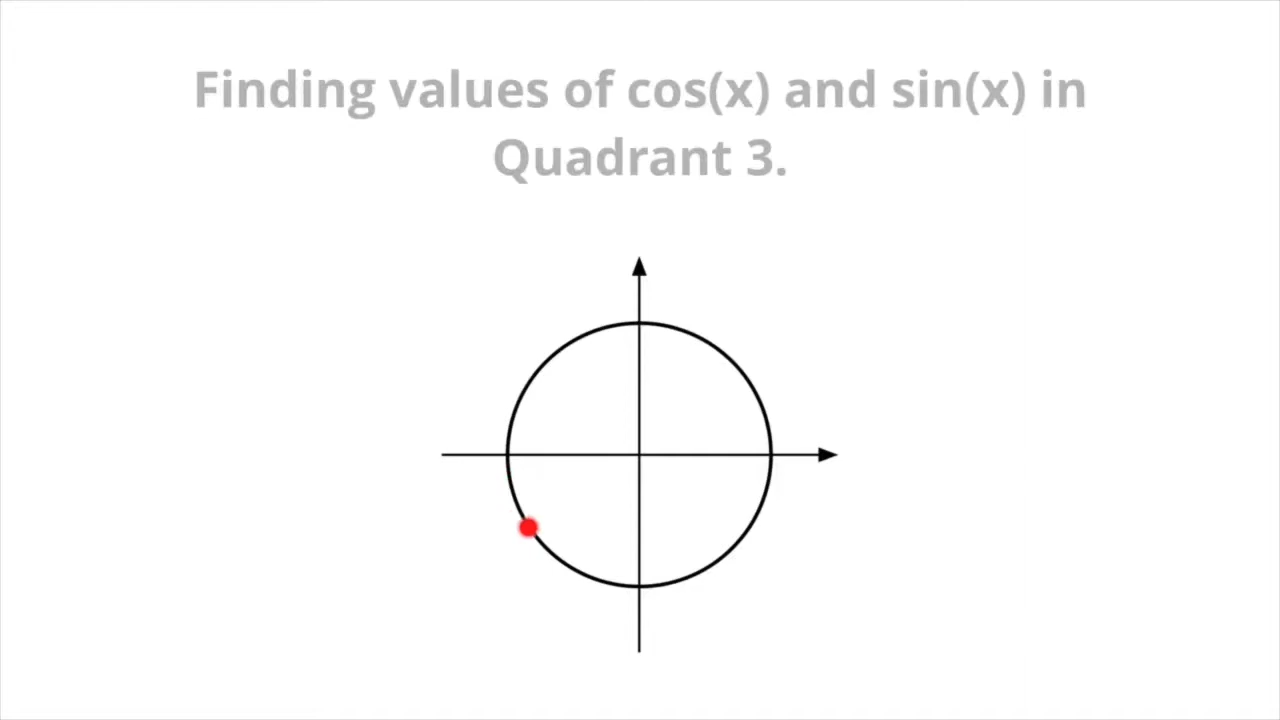 Finding values of cos(x) and sin(x) in
Quadrant 3.